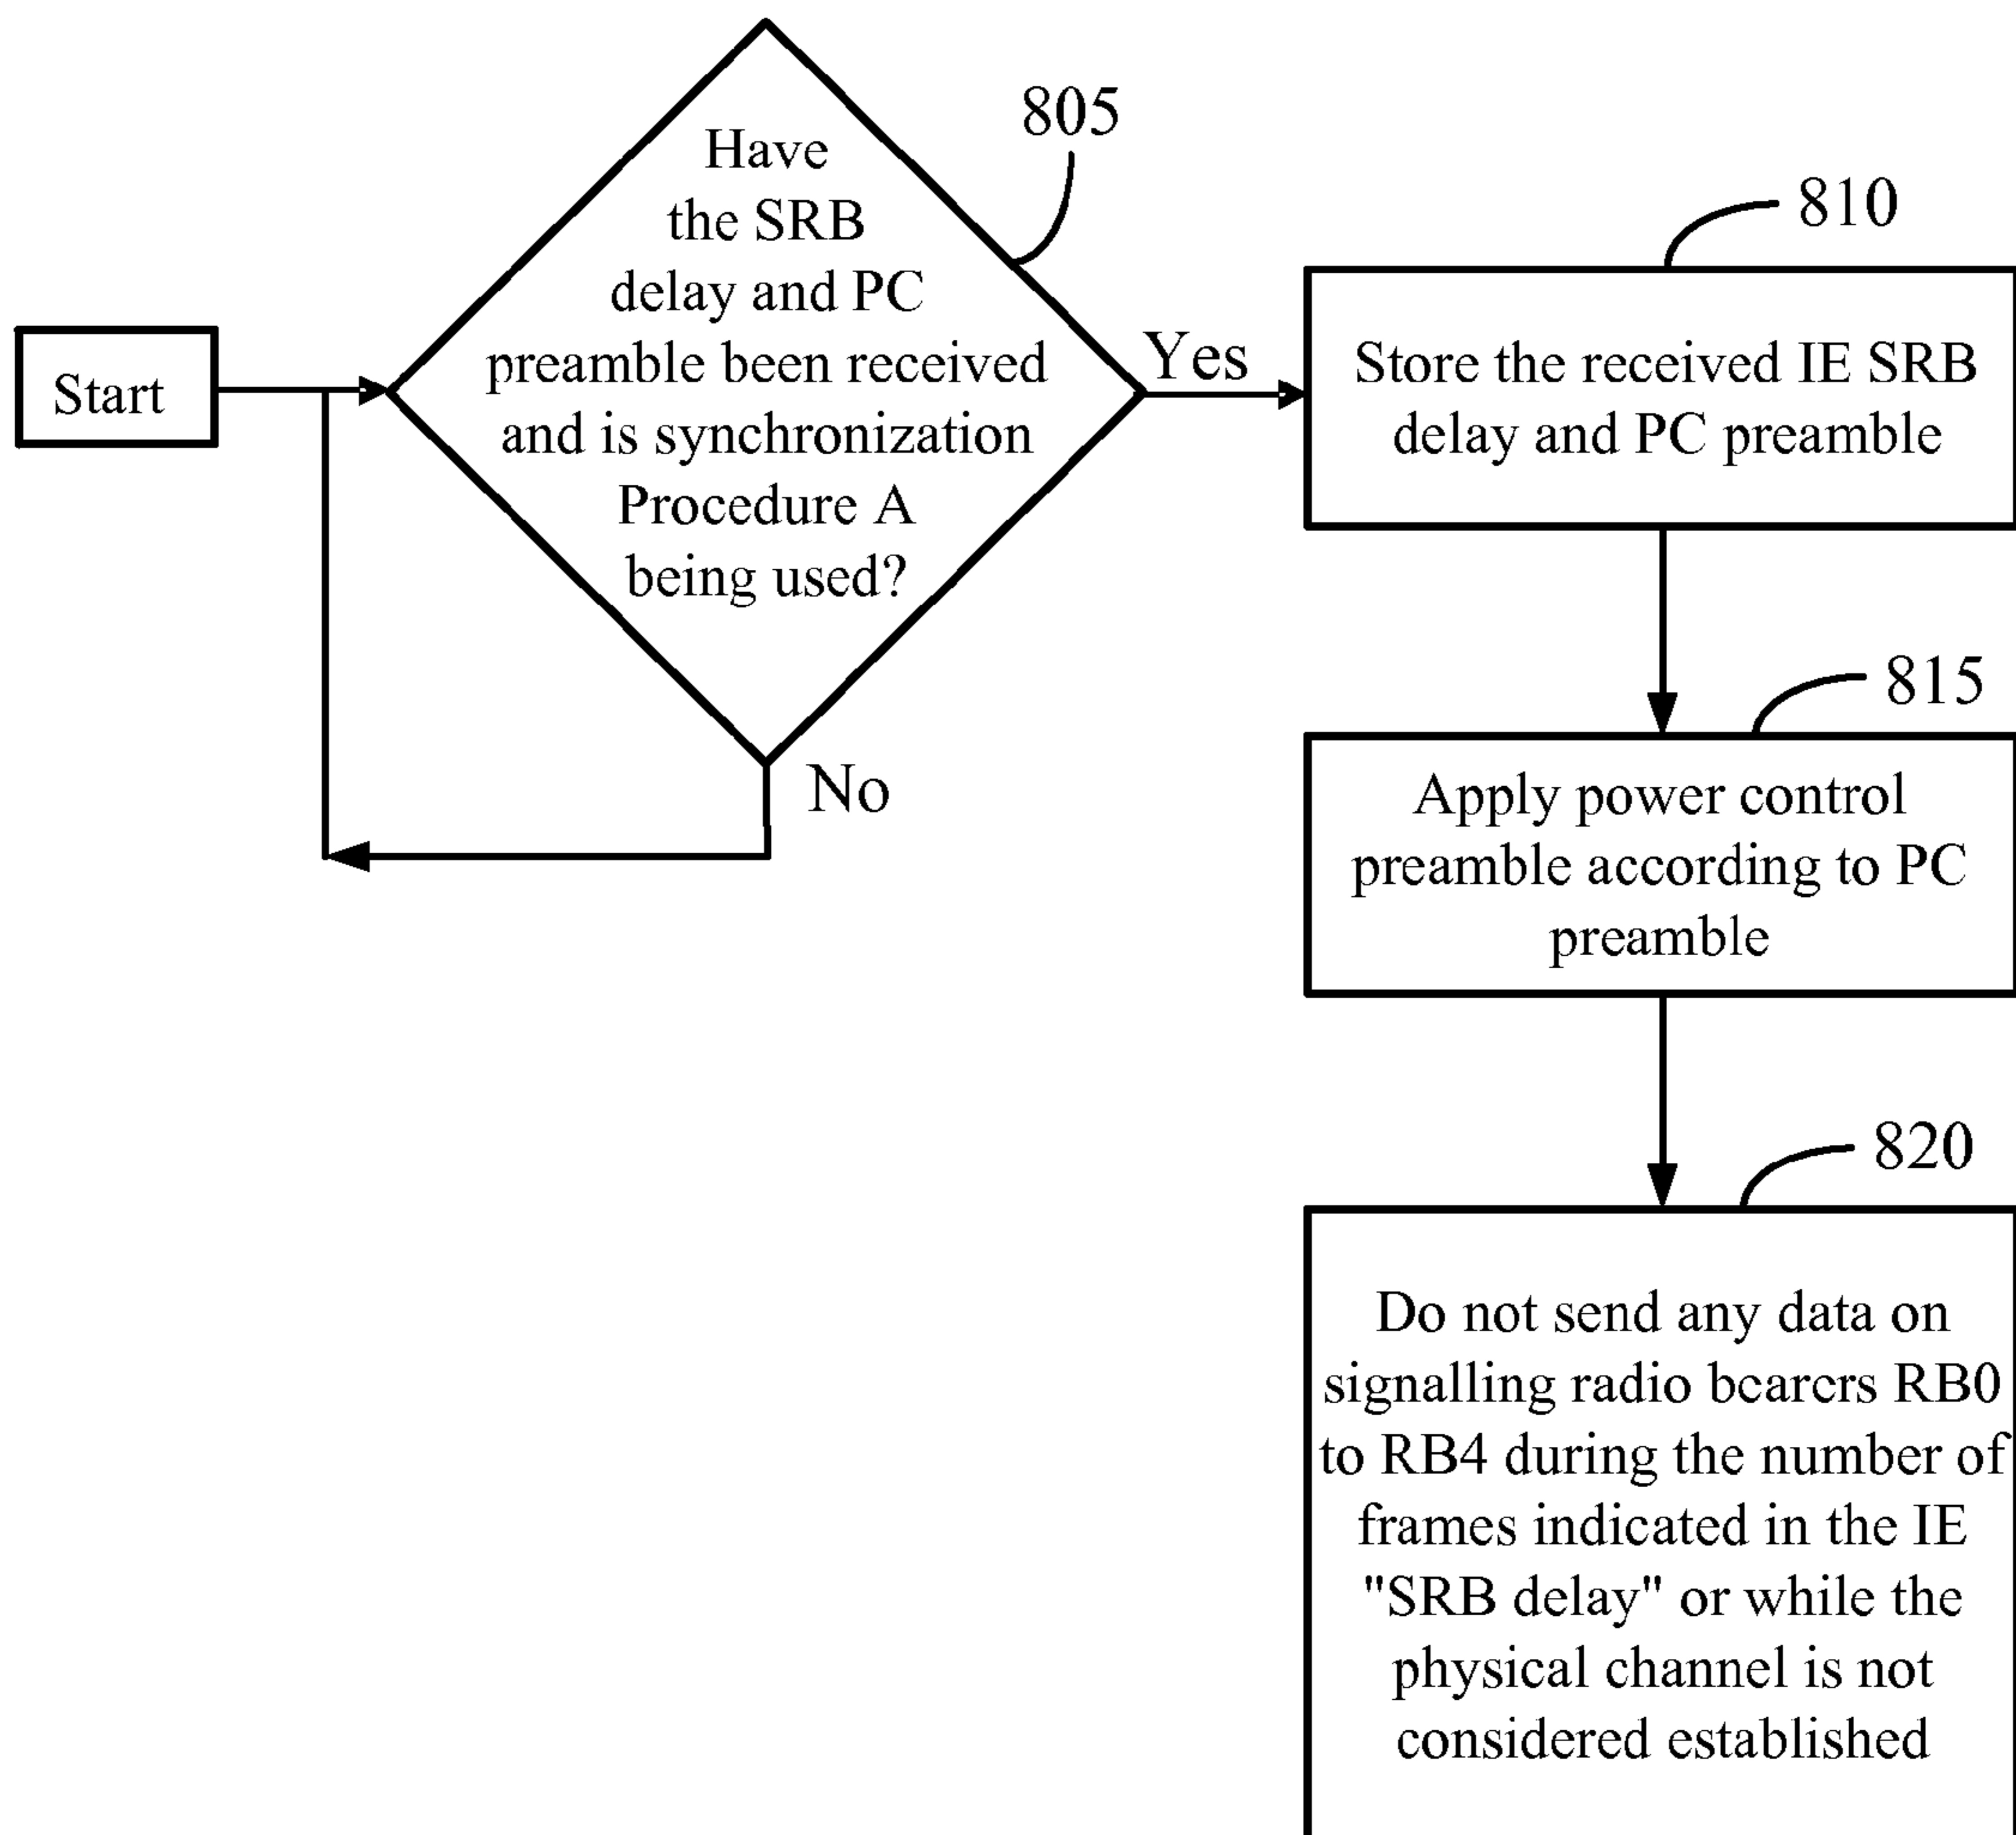 Start
Have
the SRB
delay and PC
preamble been received
and is synchronization
Procedure A
being used?
805
Yes
No
810
Store the received IE SRB
delay and PC preamble
815
Apply power control
preamble according to PC
preamble
820
Do not send any data on
signalling radio bearers RB0
to RB4 during the number of
frames indicated in the IE
"SRB delay" or while the
physical channel is not
considered established